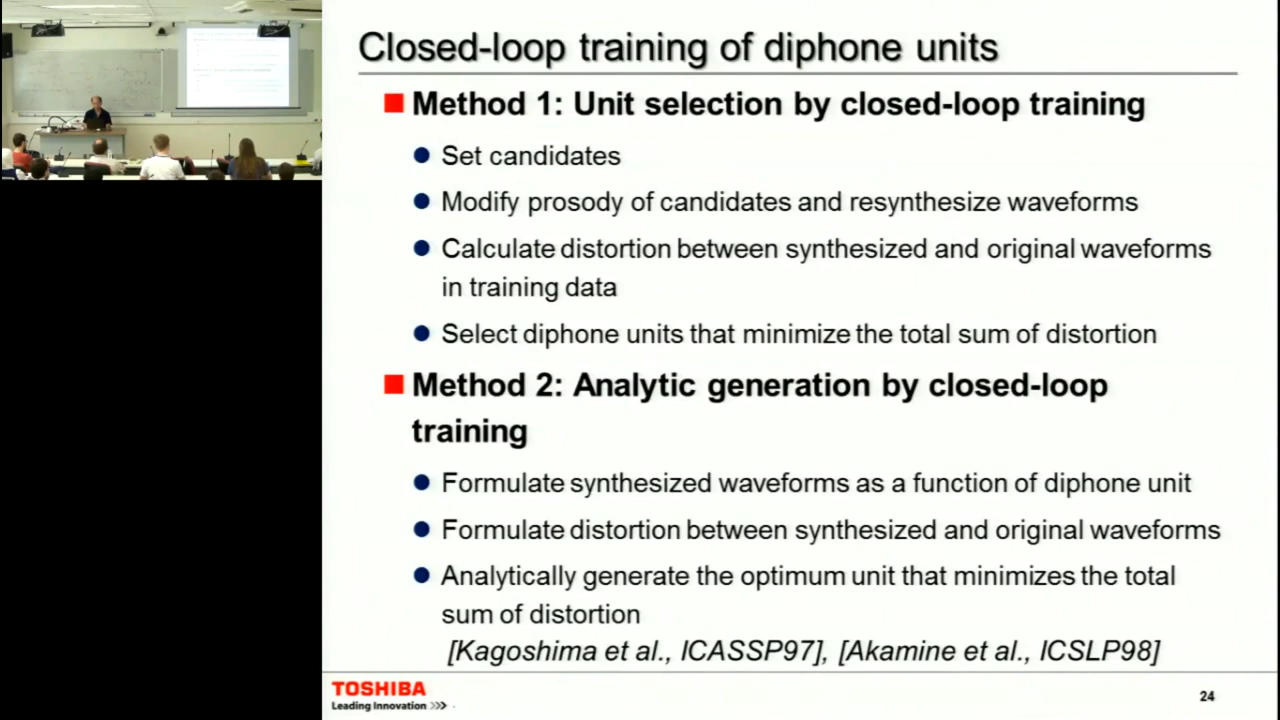 Closed-loop training of diphone units
Method 1: Unit selection by closed-loop training
Set candidates
Modify prosody of candidates and resynthesize waveforms
Calculate distortion between synthesized and original waveforms
in training data
Select diphone units that minimize the total sum of distortion
Method 2: Analytic generation by closed-loop
training
Formulate synthesized waveforms as a function of diphone unit
Formulate distortion between synthesized and original waveforms
Analytically generate the optimum unit that minimizes the total
sum of distortion
[Kagoshima et al., ICASSP97], [Akamine et al., ICSLP98]
TOSHIBA
Leading Innovation >>>
24